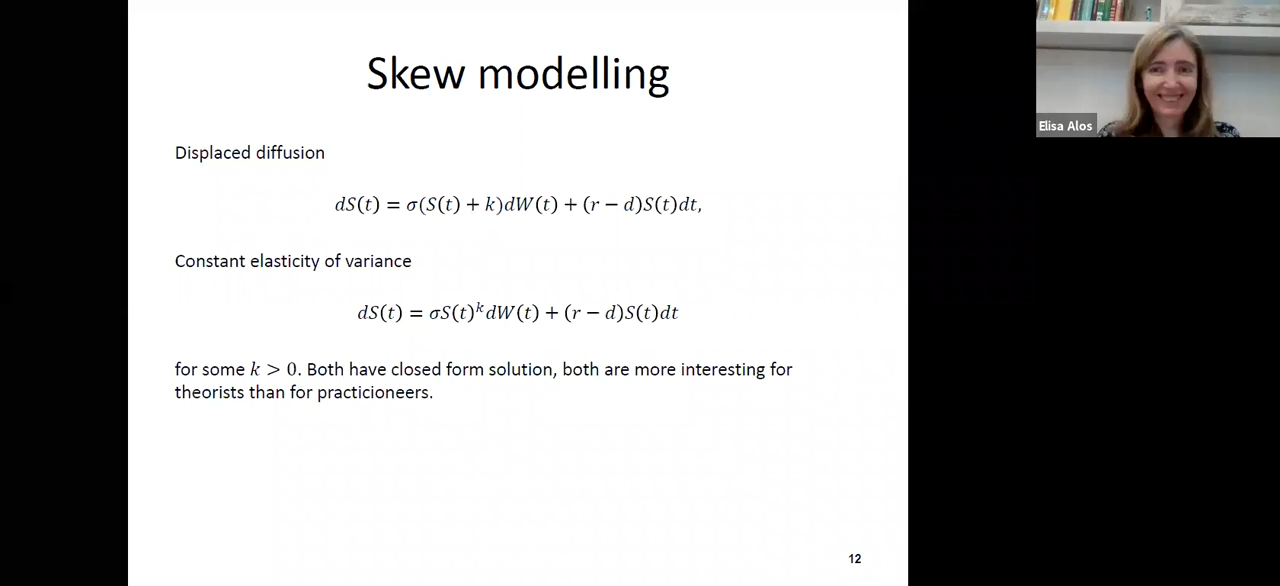 Skew modelling
Displaced diffusion
dS(t) = σ(S(t) + k)dW(t) + (r − d)S(t)dt,
Constant elasticity of variance
dS(t) = σS(t)^k dW(t) + (r − d)S(t)dt
for some k > 0. Both have closed form solution, both are more interesting for
theorists than for practicioneers.
12
Elisa Alos